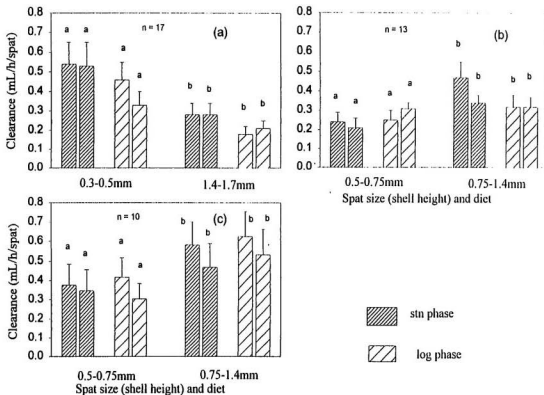 0.8
0.7
0.6
0.5
0.4
0.3
0.2
0.1
0.0
Clearance (mL/h/spat)
n = 17
(a)
a a a a b b b b
0.3-0.5mm 1.4-1.7mm
0.8
0.7
0.6
0.5
0.4
0.3
0.2
0.1
0.0
Clearance (mL/h/spat)
n = 13
(b)
a a a a b b b b
0.5-0.75mm 0.75-1.4mm
Spat size (shell height) and diet
0.8
0.7
0.6
0.5
0.4
0.3
0.2
0.1
0.0
Clearance (mL/h/spat)
(c)
n = 10
a a a a b b b b
0.5-0.75mm 0.75-1.4mm
Spat size (shell height) and diet
stn phase
log phase